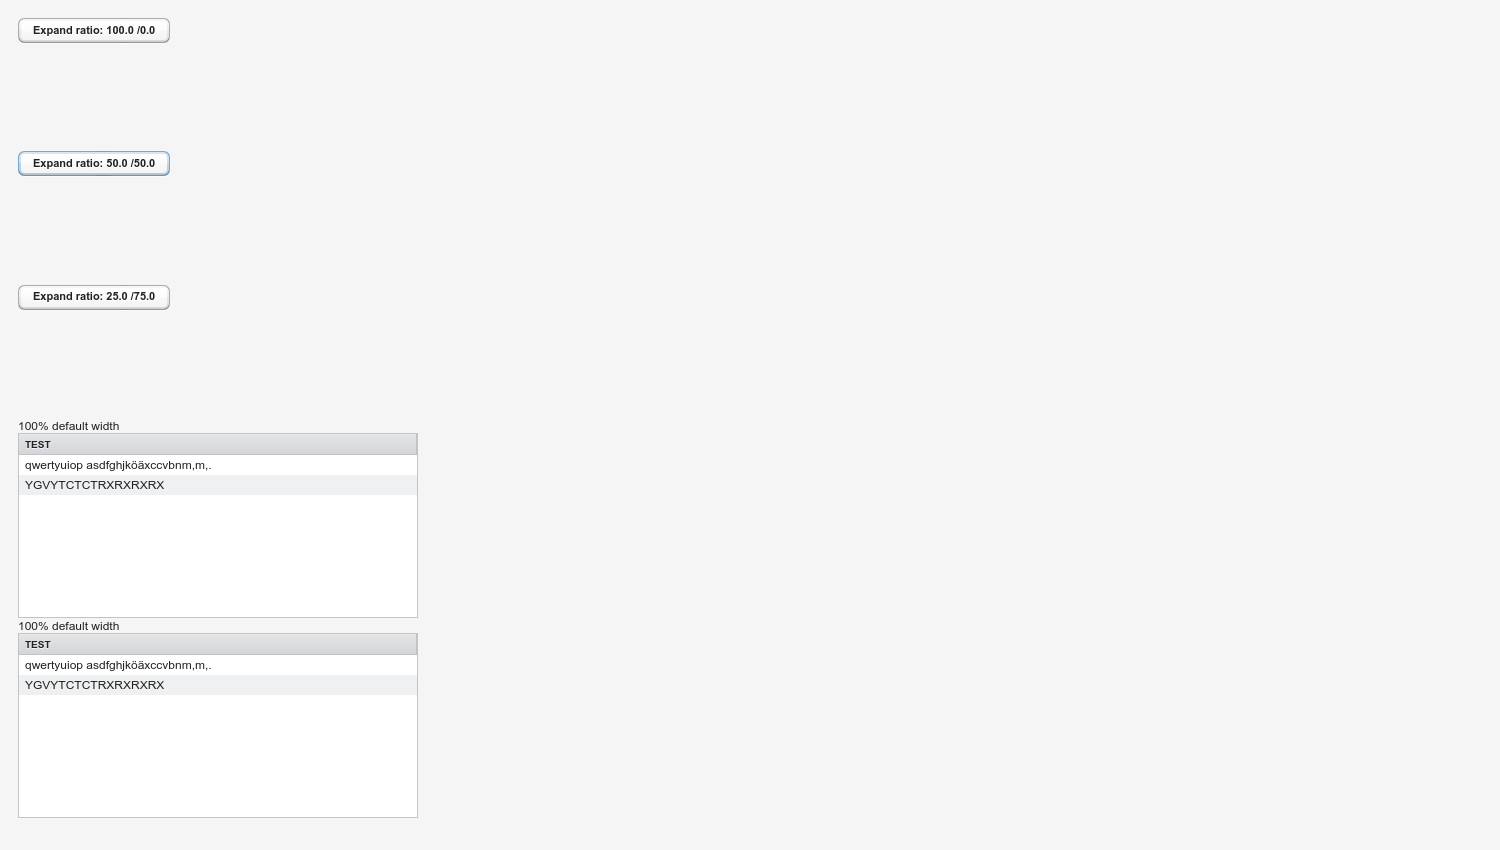 Expand ratio: 100.0 /0.0
Expand ratio: 50.0 /50.0
Expand ratio: 25.0 /75.0
100% default width
TEST
qwertyuiop asdfghjköäxccvbnm,m,.
YGVYTCTCTRXRXRXRX
100% default width
TEST
qwertyuiop asdfghjköäxccvbnm,m,.
YGVYTCTCTRXRXRXRX